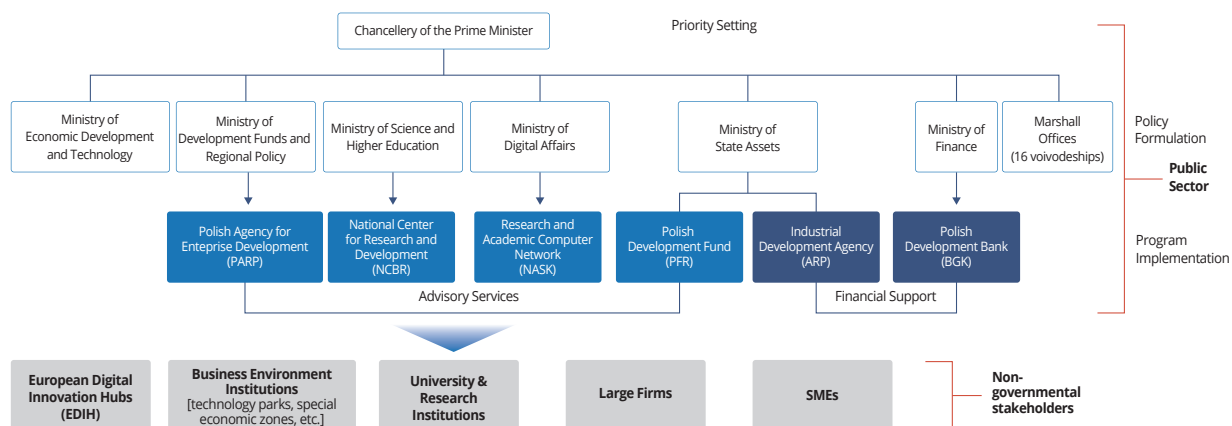 Chancellery of the Prime Minister
Priority Setting
Ministry of
Economic Development
and Technology
Ministry of
Development Funds and
Regional Policy
Ministry of Science and
Higher Education
Ministry of
Digital Affairs
Ministry of
State Assets
Ministry of
Finance
Marshall
Offices
(16 voivodeships)
Policy
Formulation
Public
Sector
Polish Agency for
Enteprise Development
(PARP)
National Center
for Research and
Development
(NCBR)
Research and
Academic Computer
Network
(NASK)
Polish
Development Fund
(PFR)
Industrial
Development Agency
(ARP)
Polish
Development Bank
(BGK)
Program
Implementation
Advisory Services
Financial Support
European Digital
Innovation Hubs
(EDIH)
Business Environment
Institutions
[technology parks, special
economic zones, etc.]
University &
Research
Institutions
Large Firms
SMEs
Non-
governmental
stakeholders